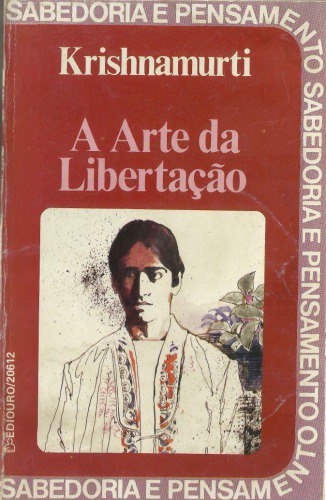 SABEDORIA E PENSAMENTO SABEDORIA E PENSAMENTO
Krishnamurti
A Arte da
Libertação
EDIOURO/20612
SABEDORIA E PENSAMENTO